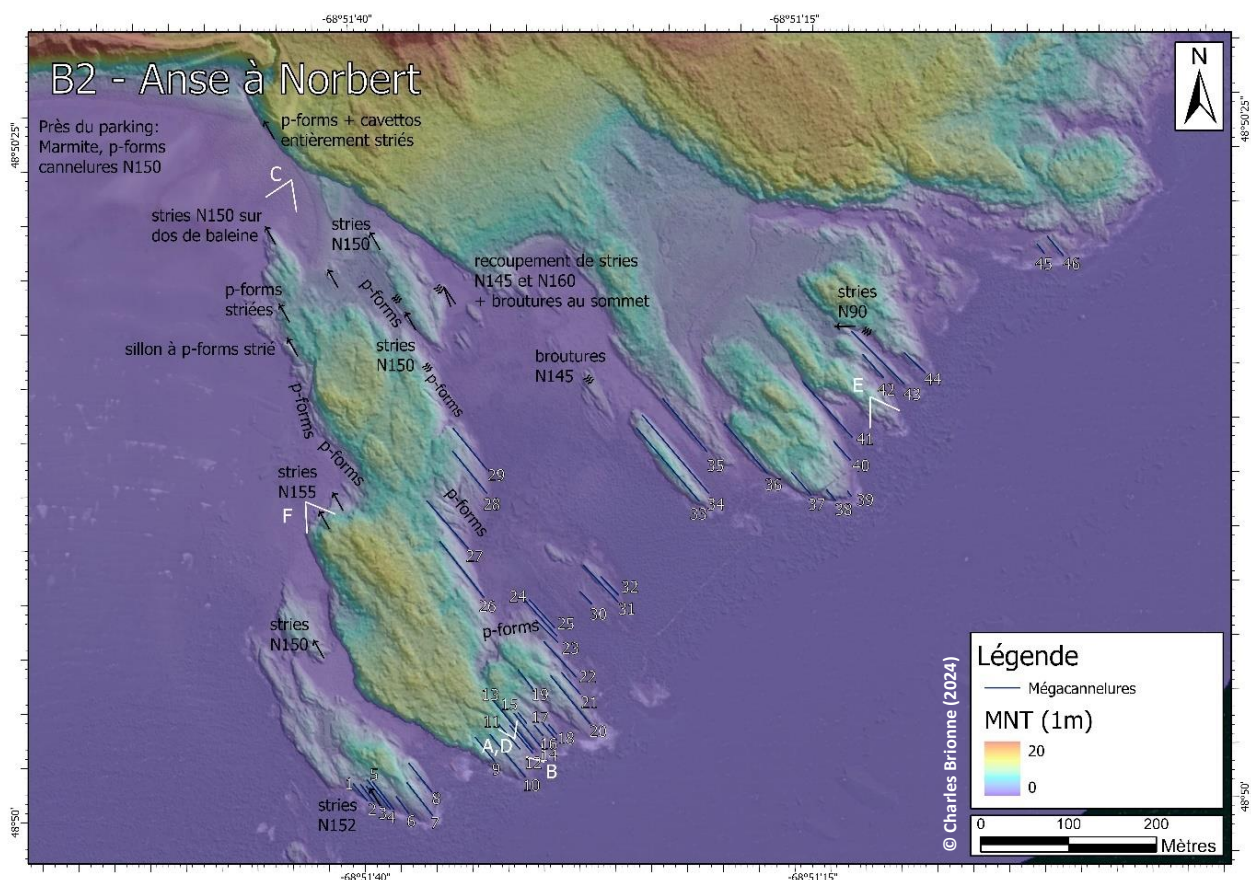 -68°51'40"
-68°51'15"
B2 - Anse à Norbert
N
48°50'25"
48°50'25"
Près du parking:
Marmite, p-forms
cannelures N150
p-forms + cavettos
entièrement striés
C
stries N150 sur
dos de baleine
stries
N150
recoupement de stries
N145 et N160
+ broutures au sommet
p-forms
striées
p-forms
sillon à p-forms strié
stries
N150
p-forms
broutures
N145
stries
N90
45
46
44
43
42
E
41
40
39
38
37
36
35
34
33
p-forms
p-forms
stries
N155
F
29
28
p-forms
27
26
24
25
23
32
31
30
p-forms
stries
N150
22
21
20
19
13
15
17
11
18
16
14
A,D
12
B
9
10
1
5
2
3
4
6
7
8
stries
N152
48°50'
48°50'
-68°51'40"
-68°51'15"
© Charles Brionne (2024)
Légende
Mégacannelures
MNT (1m)
20
0
0
100
200
Mètres